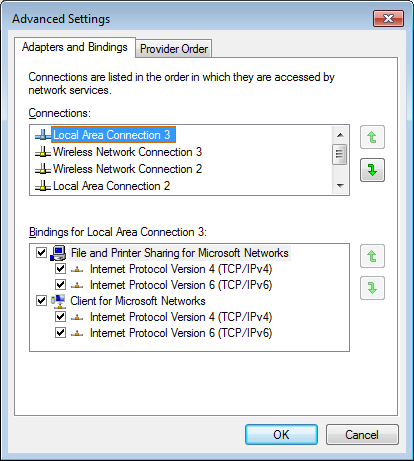 Advanced Settings
Adapters and Bindings
Provider Order
Connections are listed in the order in which they are accessed by
network services.
Connections:
Local Area Connection 3
Wireless Network Connection 3
Wireless Network Connection 2
Local Area Connection 2
Bindings for Local Area Connection 3:
File and Printer Sharing for Microsoft Networks
Internet Protocol Version 4 (TCP/IPv4)
Internet Protocol Version 6 (TCP/IPv6)
Client for Microsoft Networks
Internet Protocol Version 4 (TCP/IPv4)
Internet Protocol Version 6 (TCP/IPv6)
OK
Cancel